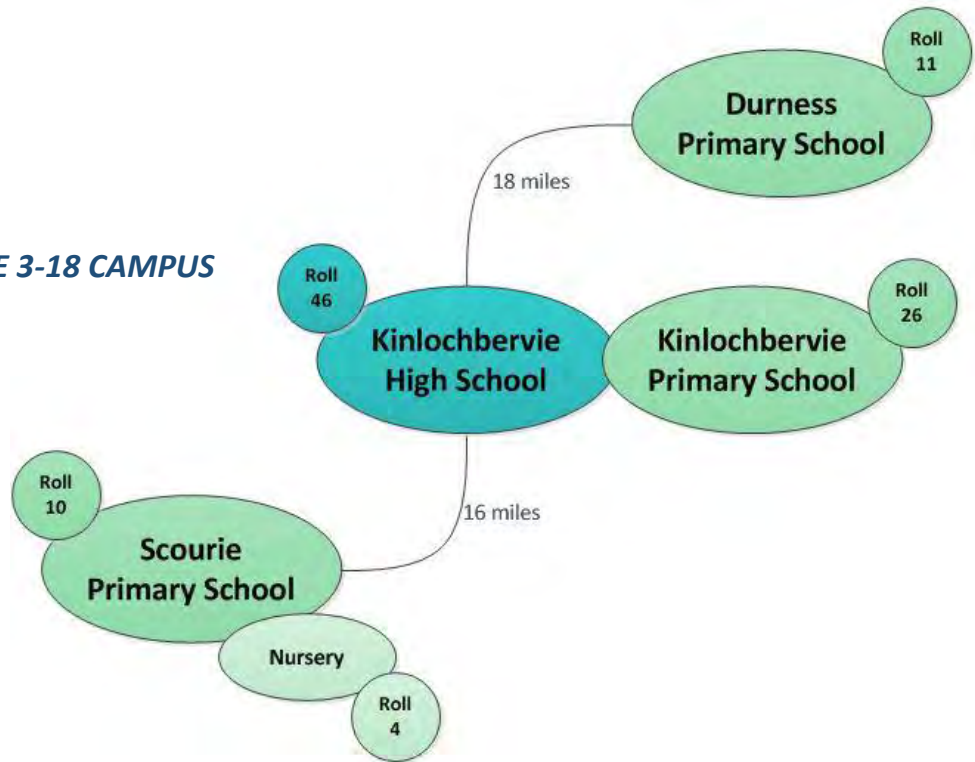 Roll
11
Durness
Primary School
18 miles
E 3-18 CAMPUS
Roll
46
Kinlochbervie
High School
Roll
26
Kinlochbervie
Primary School
16 miles
Roll
10
Scourie
Primary School
Nursery
Roll
4